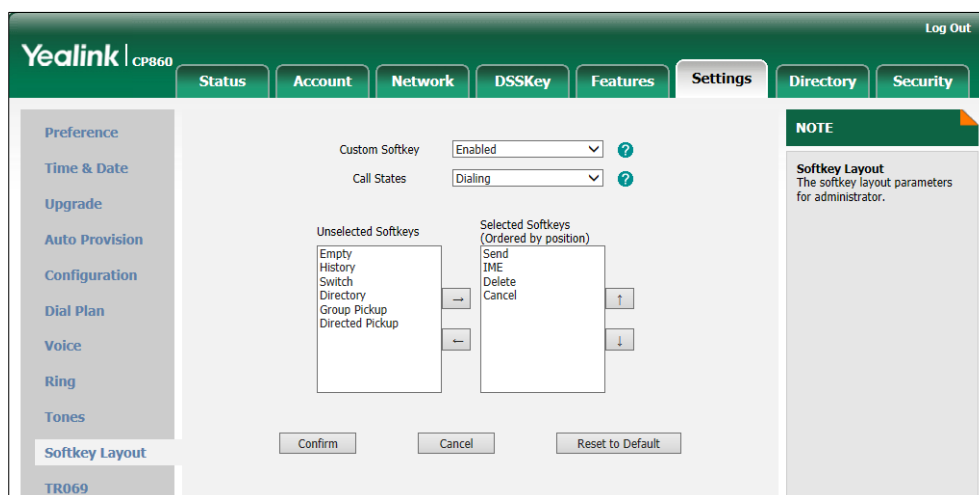 Log Out
Yealink | CP860
Status
Account
Network
DSSKey
Features
Settings
Directory
Security
Preference
Time & Date
Upgrade
Auto Provision
Configuration
Dial Plan
Voice
Ring
Tones
Softkey Layout
TR069
Custom Softkey
Enabled
?
Call States
Dialing
?
Unselected Softkeys
Empty
History
Switch
Directory
Group Pickup
Directed Pickup
→
←
Selected Softkeys
(Ordered by position)
Send
IME
Delete
Cancel
↑
↓
Confirm
Cancel
Reset to Default
NOTE
Softkey Layout
The softkey layout parameters
for administrator.